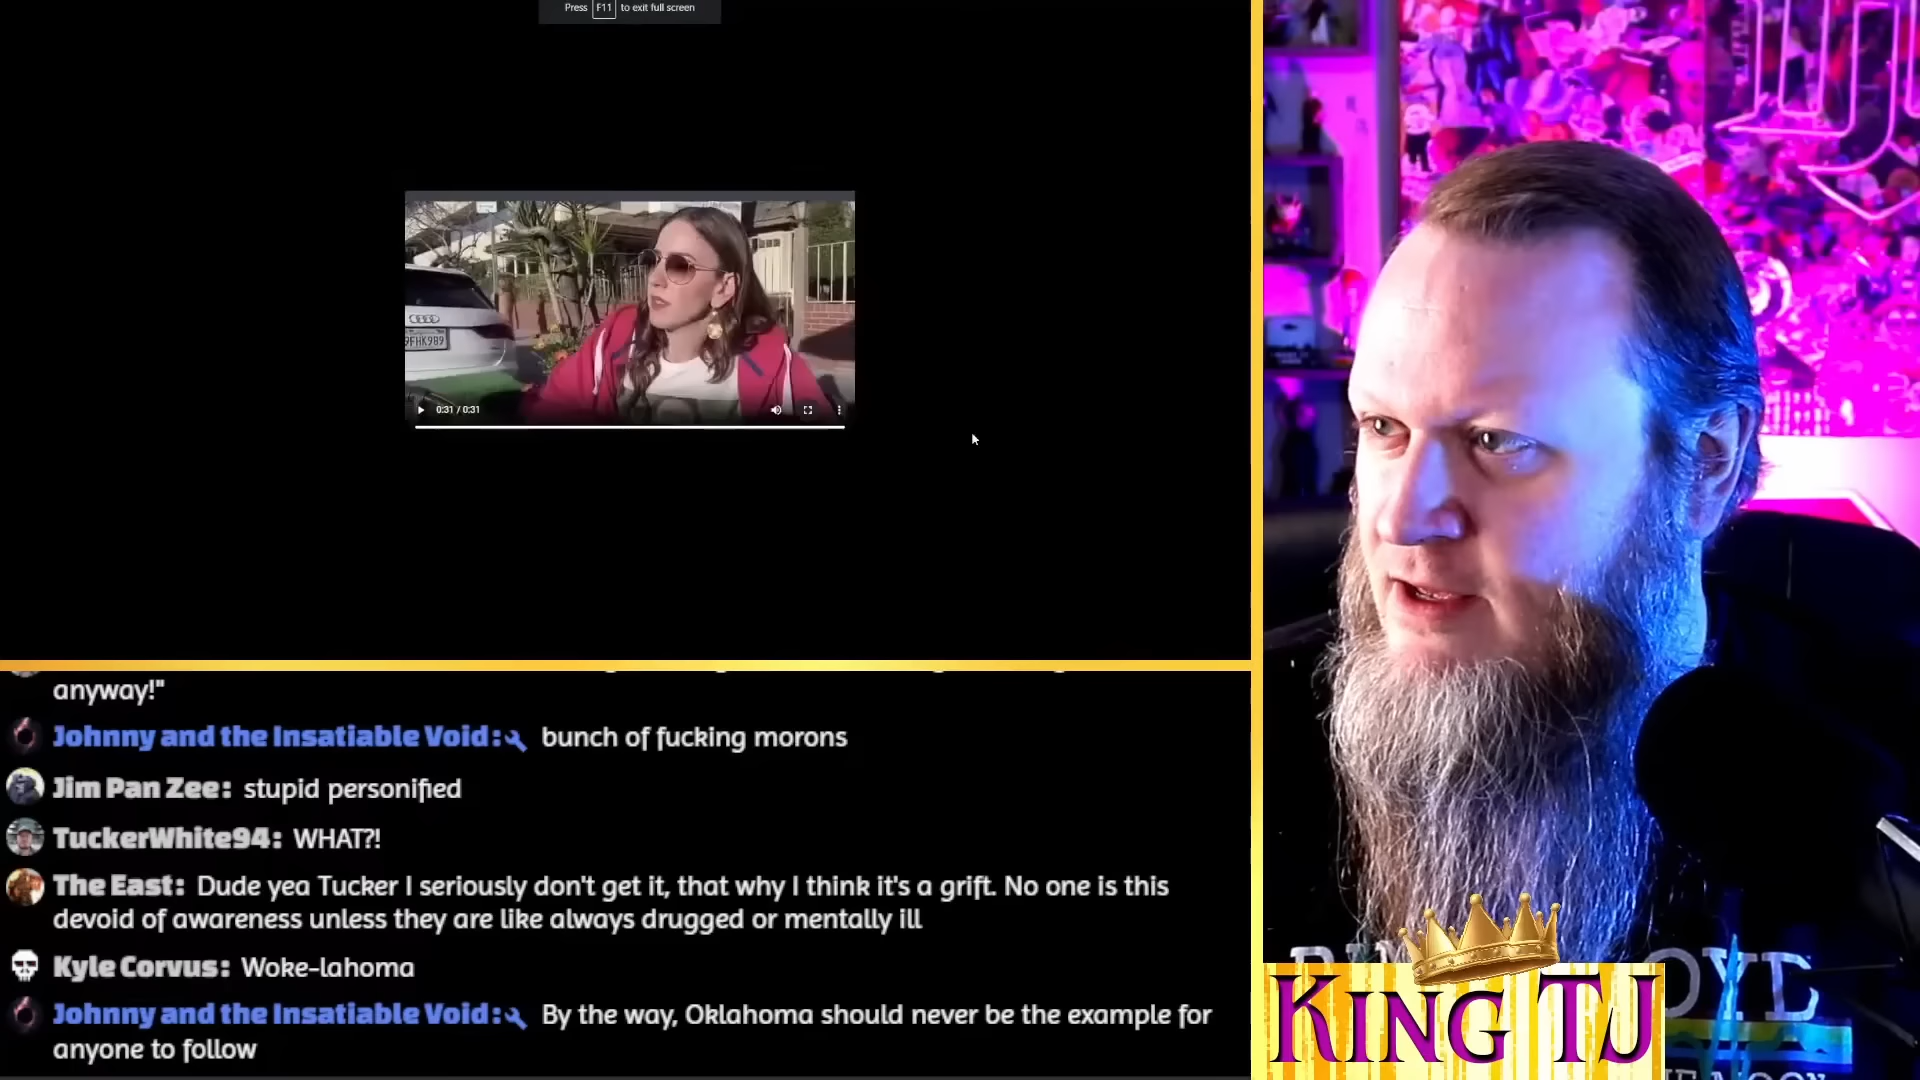 Press F11 to exit full screen
9FHK989
0:31 / 0:31
anyway!"
Johnny and the Insatiable Void: bunch of fucking morons
Jim Pan Zee: stupid personified
TuckerWhite94: WHAT?!
The East: Dude yea Tucker I seriously don't get it, that why I think it's a grift. No one is this
devoid of awareness unless they are like always drugged or mentally ill
Kyle Corvus: Woke-lahoma
Johnny and the Insatiable Void: By the way, Oklahoma should never be the example for
anyone to follow
KING TJ